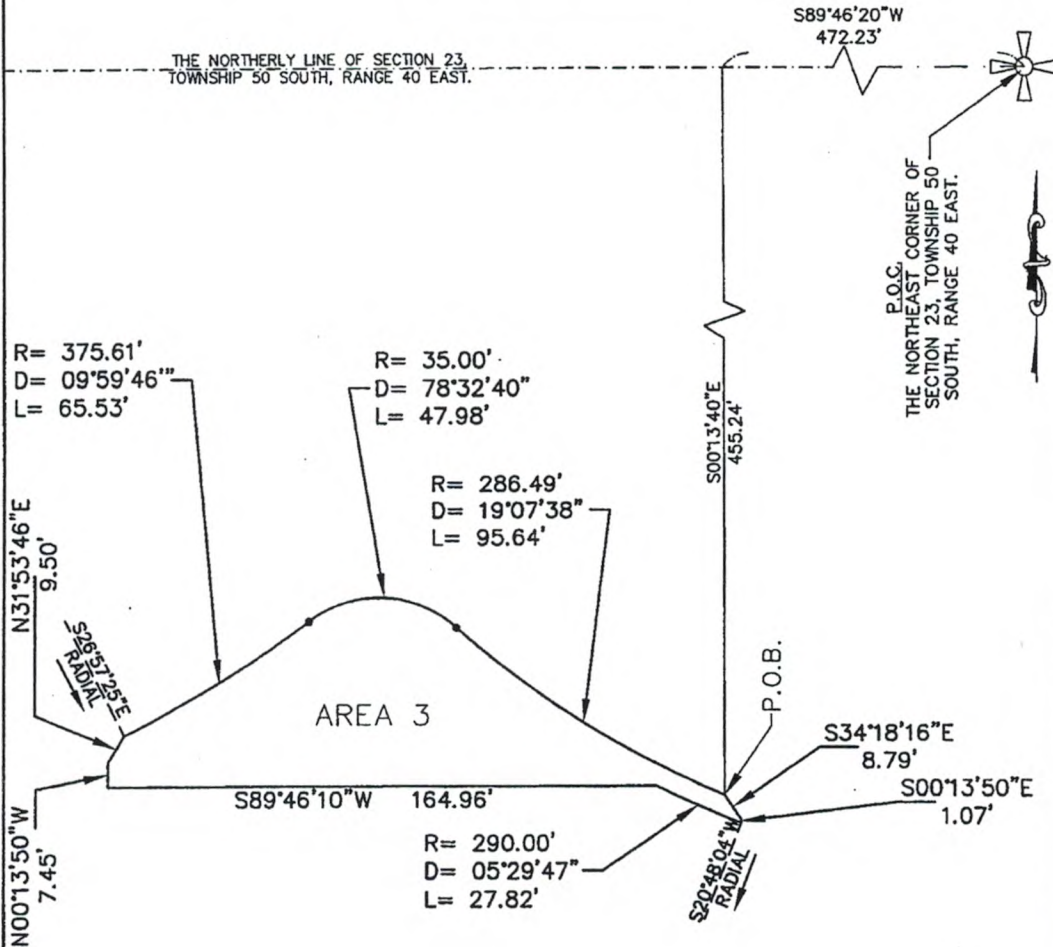 S89°46'20"W
472.23'
THE NORTHERLY LINE OF SECTION 23,
TOWNSHIP 50 SOUTH, RANGE 40 EAST.
P.O.C.
THE NORTHEAST CORNER OF
SECTION 23, TOWNSHIP 50
SOUTH, RANGE 40 EAST.
S00°13'40"E
455.24'
R= 375.61'
D= 09°59'46'"
L= 65.53'
R= 35.00'
D= 78°32'40"
L= 47.98'
R= 286.49'
D= 19°07'38"
L= 95.64'
N31°53'46"E
9.50'
S26°57'25"E
RADIAL
AREA 3
P.O.B.
S34°18'16"E
8.79'
S00°13'50"E
1.07'
S89°46'10"W 164.96'
N00°13'50"W
7.45'
R= 290.00'
D= 05°29'47"
L= 27.82'
S20°48'04"W
RADIAL